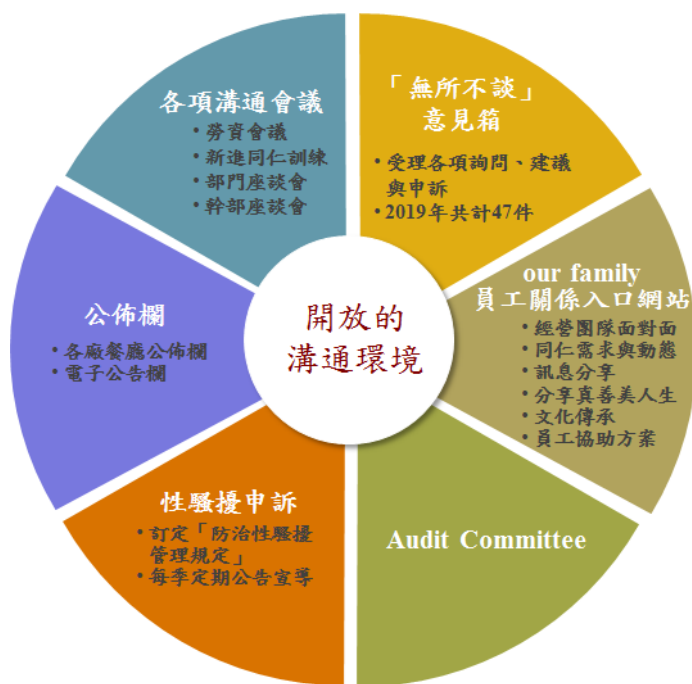 各項溝通會議
• 勞資會議
• 新進同仁訓練
• 部門座談會
• 幹部座談會
「無所不談」
意見箱
• 受理各項詢問、建議
與申訴
• 2019年共計47件
our family
員工關係入口網站
• 經營團隊面對面
• 同仁需求與動態
• 訊息分享
• 分享真善美人生
• 文化傳承
• 員工協助方案
Audit Committee
性騷擾申訴
• 訂定「防治性騷擾
管理規定」
• 每季定期公告宣導
公佈欄
• 各廠餐廳公佈欄
• 電子公告欄
開放的
溝通環境